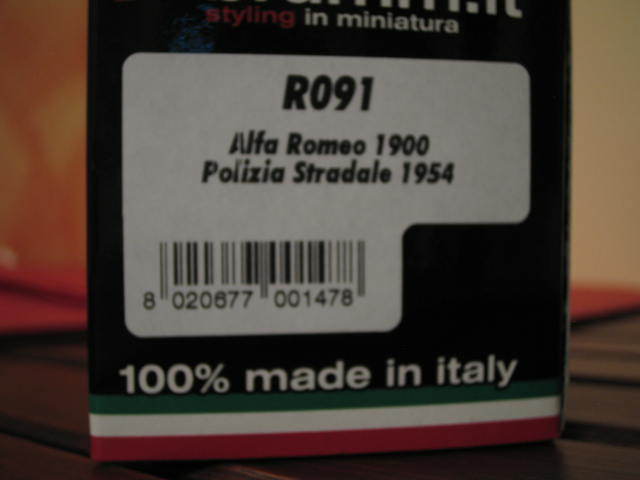 styling in miniatura
R091
Alfa Romeo 1900
Polizia Stradale 1954
8 020677 001478
100% made in italy